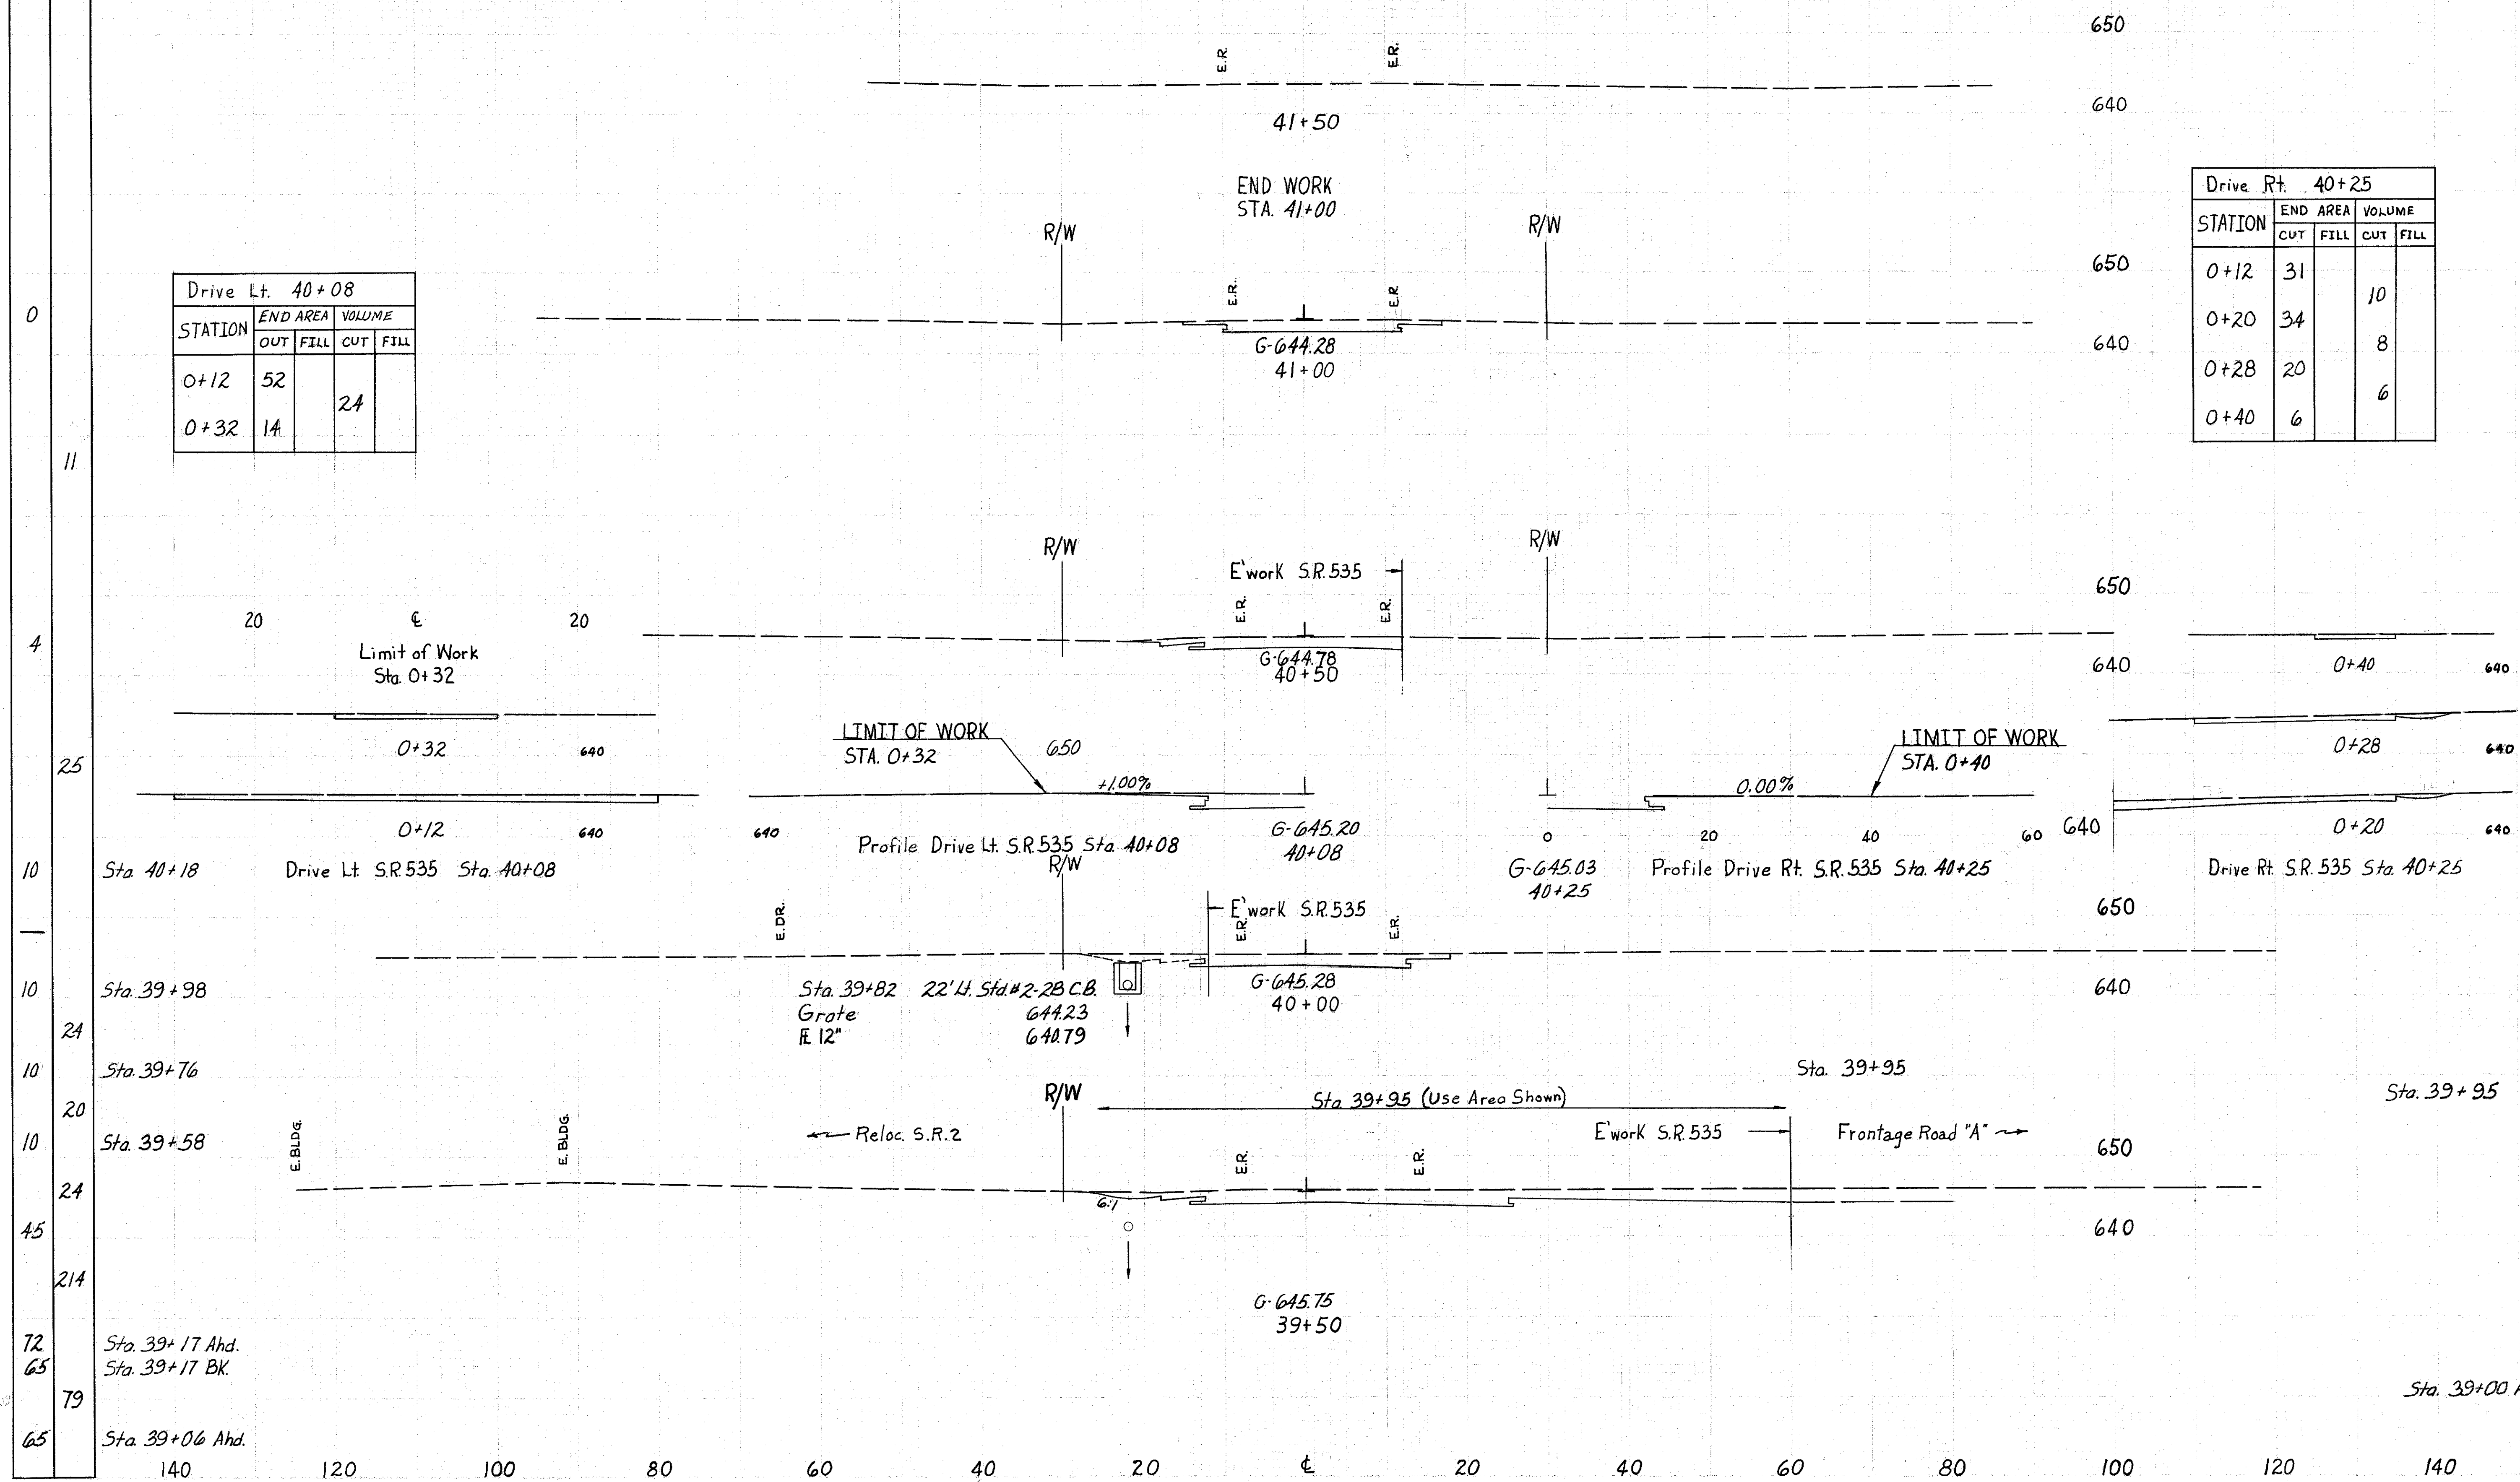 650
E.R. E.R.
640
41+50
END WORK
STA. 41+00
R/W R/W
Drive Rt. 40+25
STATION END AREA VOLUME
CUT FILL CUT FILL
0+12 31
10
0+20 34
8
0+28 20
6
0+40 6
650
Drive Lt. 40+08
STATION END AREA VOLUME
OUT FILL CUT FILL
0+12 52
24
0+32 14
0
E.R. E.R.
G-644.28
41+00
640
11
R/W R/W
E'work S.R. 535
650
E.R. E.R.
20 ℄ 20
4
Limit of Work
Sta. 0+32
G-644.78
40+50
640
0+40 640
LIMIT OF WORK
STA. 0+32
650
LIMIT OF WORK
STA. 0+40
0+32 640
0+28 640
25
+1.00%
0.00%
0+12 640
640
Profile Drive Lt. S.R. 535 Sta. 40+08
G-645.20
40+08
0 20 40 60 640
0+20 640
10 Sta. 40+18
Drive Lt. S.R. 535 Sta. 40+08
R/W
G-645.03
40+25
Profile Drive Rt. S.R. 535 Sta. 40+25
Drive Rt. S.R. 535 Sta. 40+25
E.DR.
E'work S.R. 535
E.R. E.R.
650
—
10 Sta. 39+98
Sta. 39+82 22' Lt. Std. #2-2B C.B.
Grate 644.23
FE 12" 640.79
G-645.28
40+00
640
24
10 Sta. 39+76
Sta. 39+95
Sta. 39+95
R/W
Sta 39+95 (Use Area Shown)
20
10 Sta. 39+58
E.BLDG. E.BLDG.
Reloc. S.R. 2
E.R. E.R.
E'work S.R. 535
Frontage Road "A"
650
24
6:1
45
640
214
G-645.75
39+50
72 Sta. 39+17 Ahd.
65 Sta. 39+17 BK.
79
Sta. 39+00 A
65 Sta. 39+06 Ahd.
140 120 100 80 60 40 20 ℄ 20 40 60 80 100 120 140